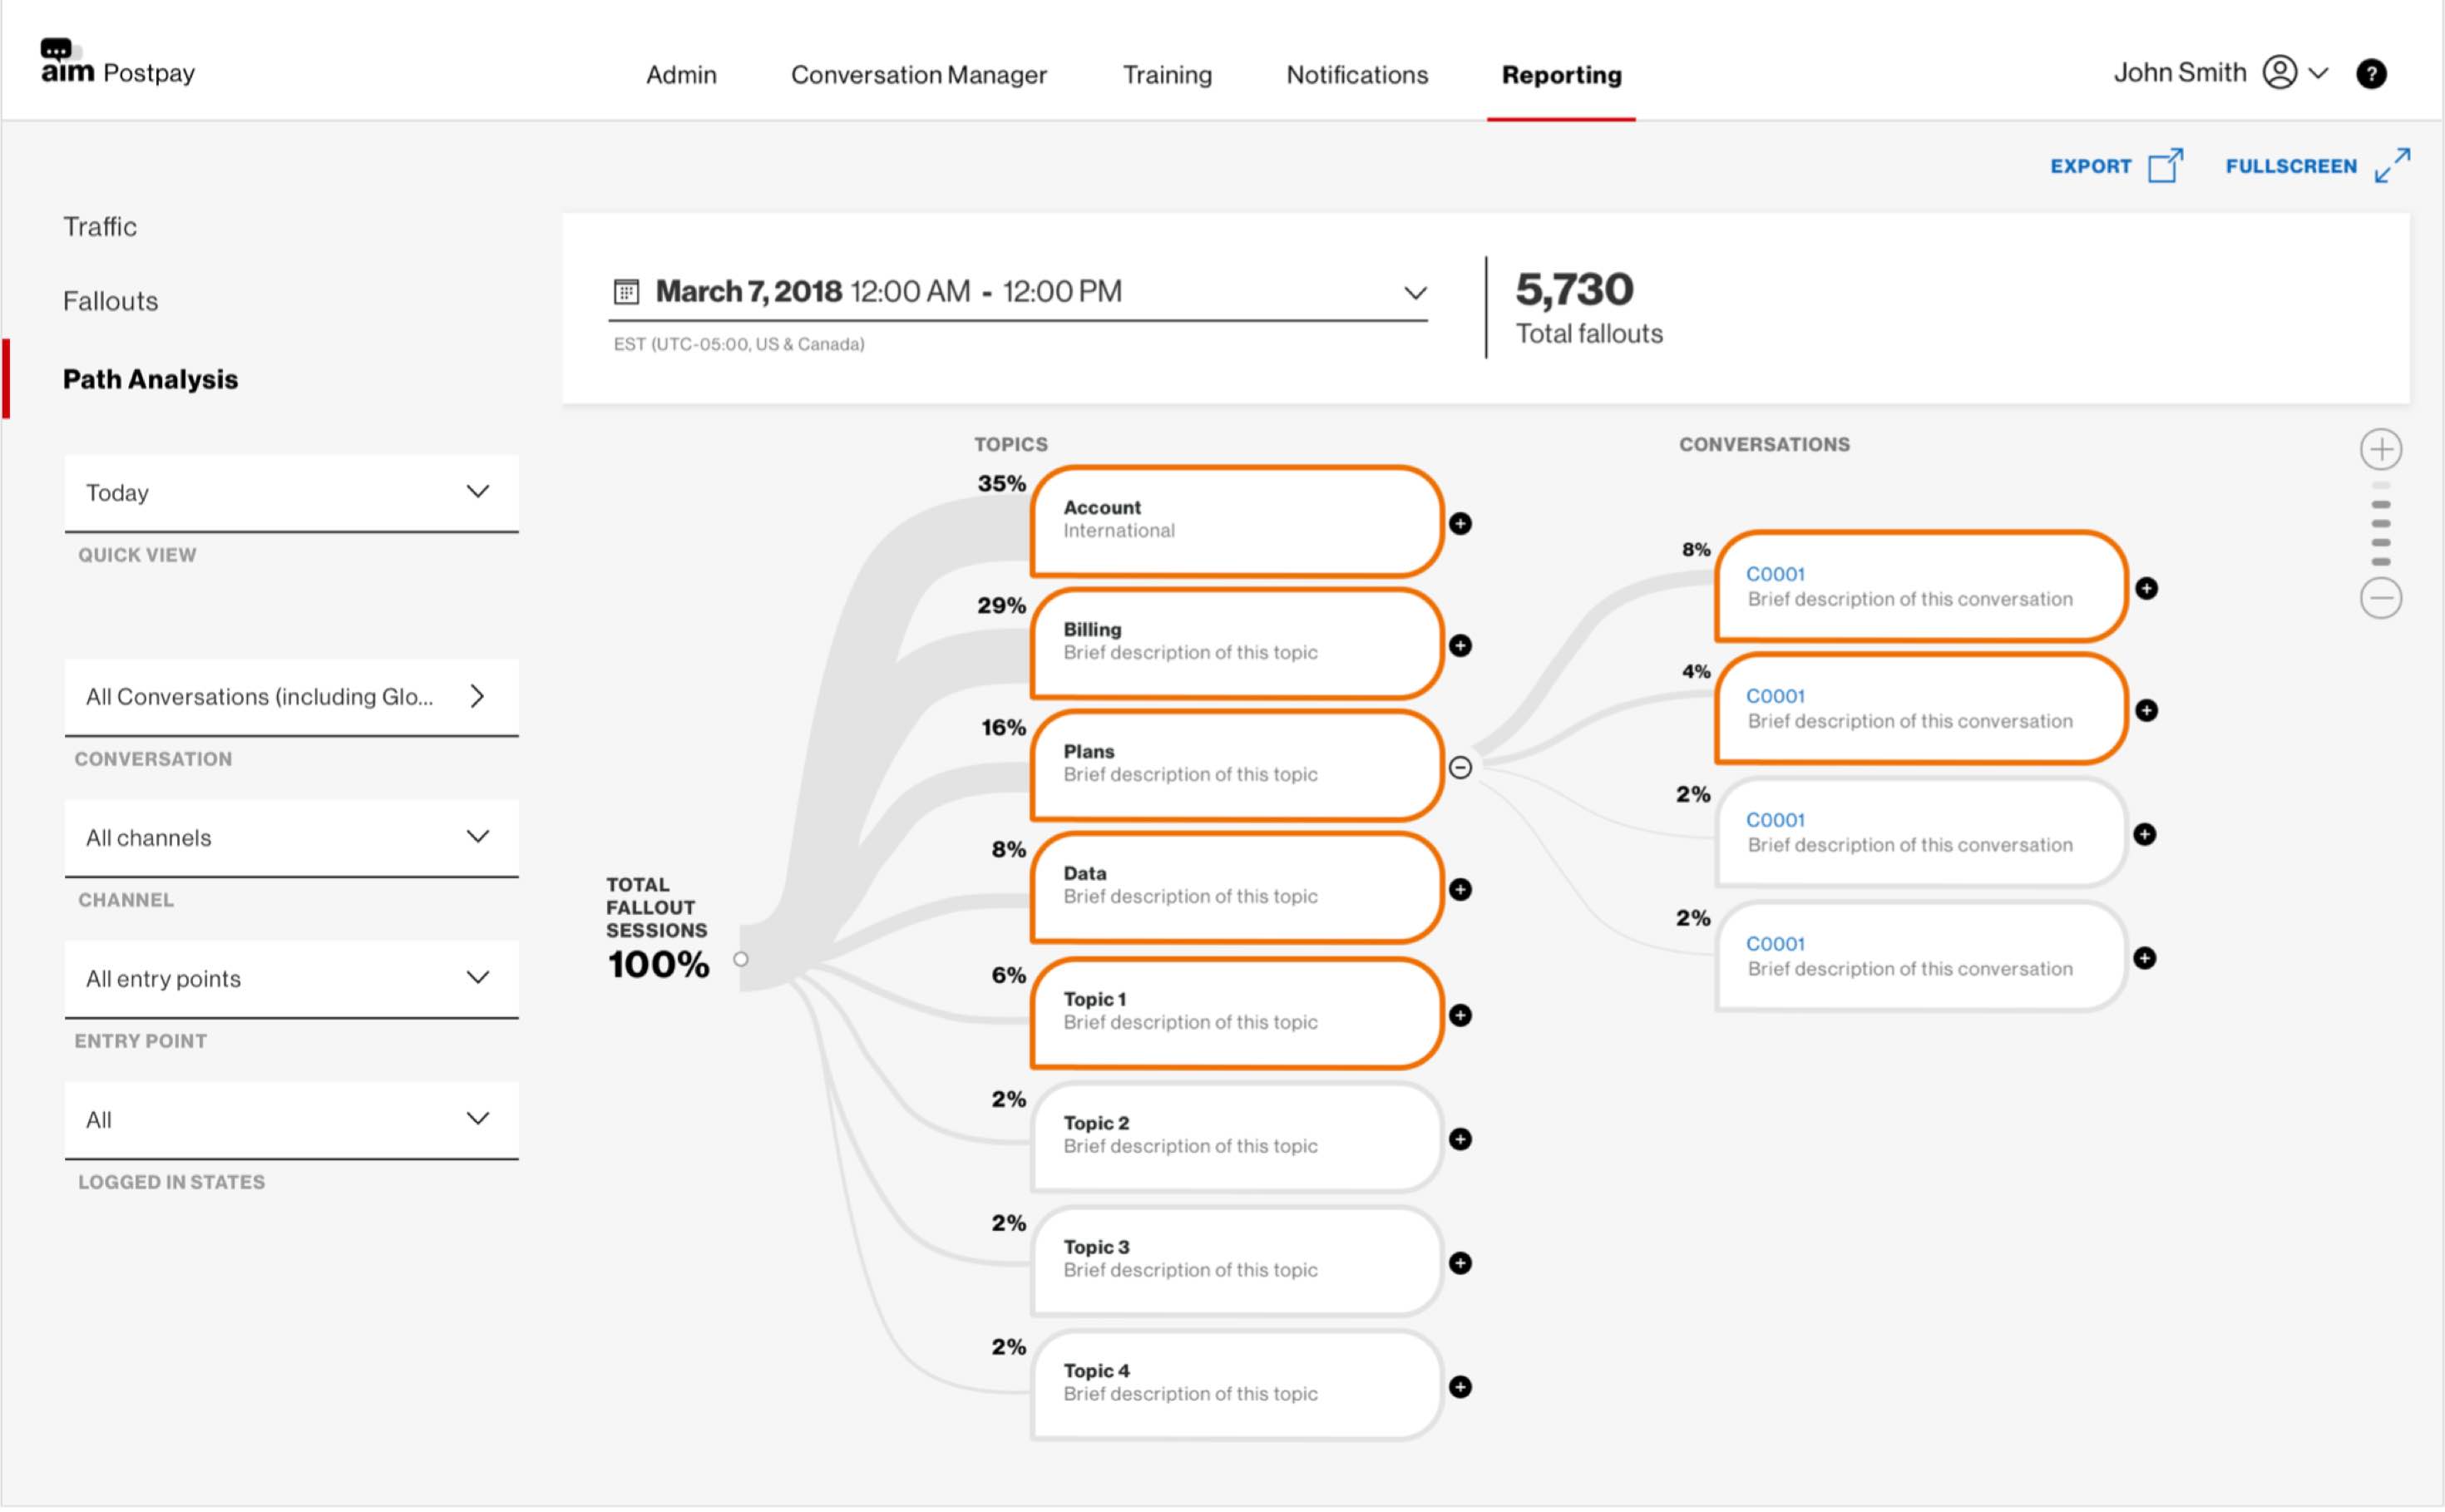 aim Postpay
Admin
Conversation Manager
Training
Notifications
Reporting
John Smith
?
EXPORT
FULLSCREEN
Traffic
Fallouts
Path Analysis
Today
QUICK VIEW
All Conversations (including Glo...
CONVERSATION
All channels
CHANNEL
All entry points
ENTRY POINT
All
LOGGED IN STATES
March 7, 2018 12:00 AM - 12:00 PM
EST (UTC-05:00, US & Canada)
5,730
Total fallouts
TOTAL
FALLOUT
SESSIONS
100%
TOPICS
35%
Account
International
29%
Billing
Brief description of this topic
16%
Plans
Brief description of this topic
8%
Data
Brief description of this topic
6%
Topic 1
Brief description of this topic
2%
Topic 2
Brief description of this topic
2%
Topic 3
Brief description of this topic
2%
Topic 4
Brief description of this topic
CONVERSATIONS
8%
C0001
Brief description of this conversation
4%
C0001
Brief description of this conversation
2%
C0001
Brief description of this conversation
2%
C0001
Brief description of this conversation